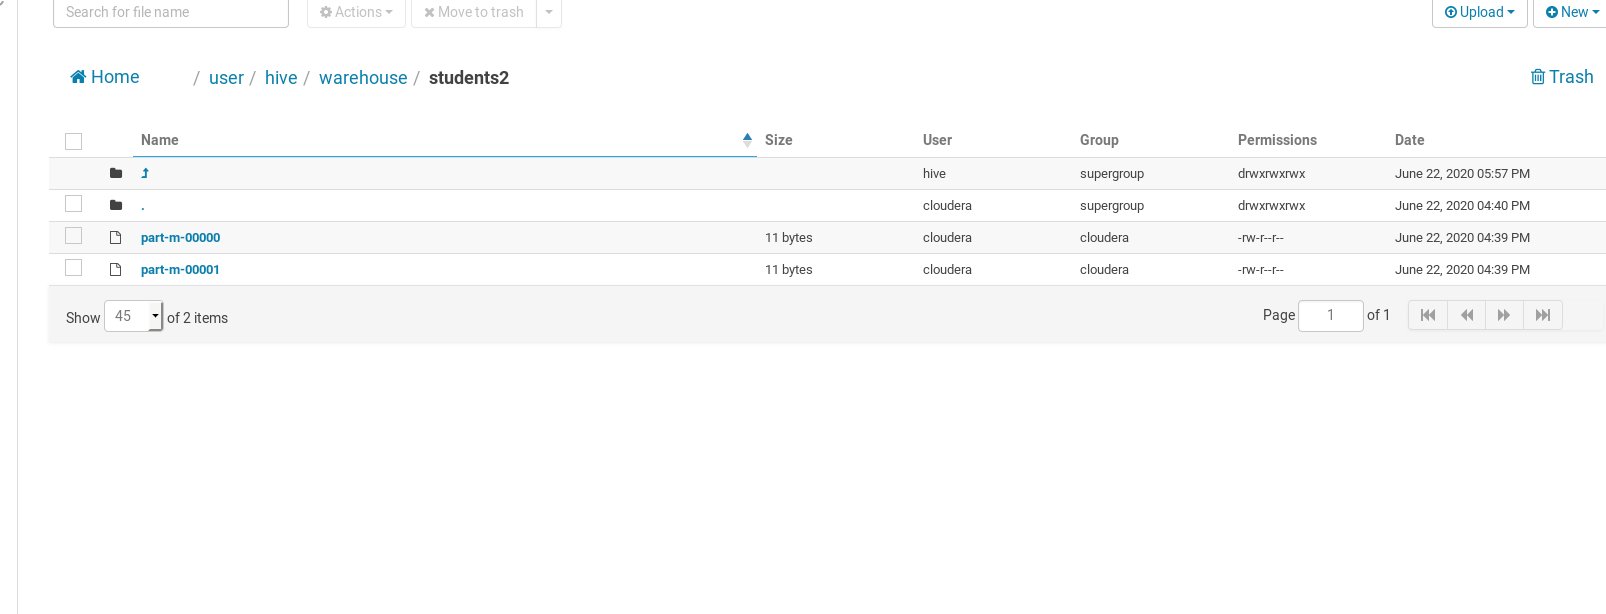 Search for file name Actions Move to trash Upload New
Home / user / hive / warehouse / students2 Trash
Name Size User Group Permissions Date
hive supergroup drwxrwxrwx June 22, 2020 05:57 PM
. cloudera supergroup drwxrwxrwx June 22, 2020 04:40 PM
part-m-00000 11 bytes cloudera cloudera -rw-r--r-- June 22, 2020 04:39 PM
part-m-00001 11 bytes cloudera cloudera -rw-r--r-- June 22, 2020 04:39 PM
Show 45 of 2 items Page 1 of 1